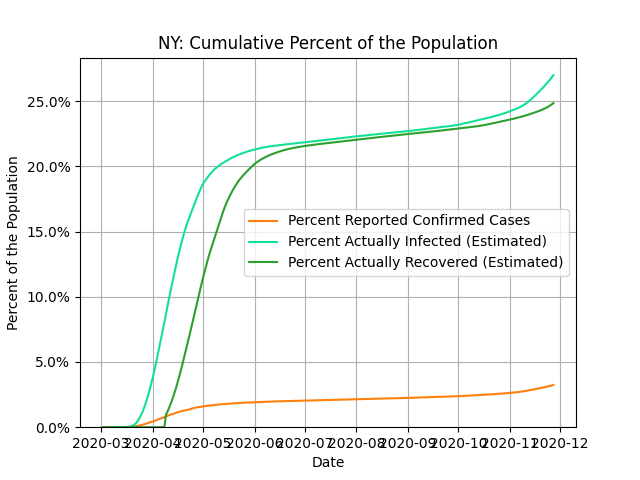 NY: Cumulative Percent of the Population
Percent of the Population
25.0%
20.0%
15.0%
10.0%
5.0%
0.0%
Percent Reported Confirmed Cases
Percent Actually Infected (Estimated)
Percent Actually Recovered (Estimated)
2020-03 2020-04 2020-05 2020-06 2020-07 2020-08 2020-09 2020-10 2020-11 2020-12
Date